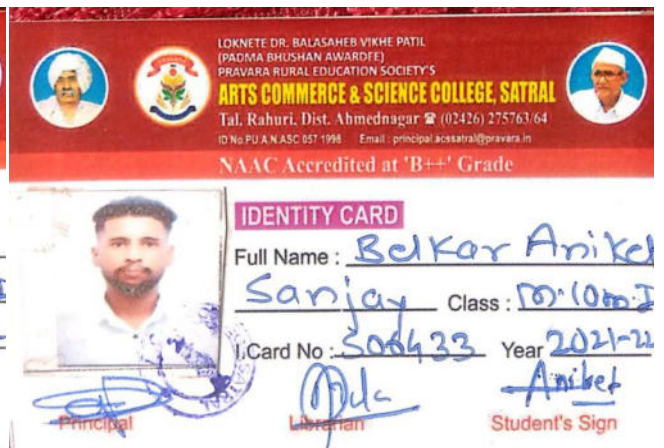 LOKNETE DR. BALASAHEB VIKHE PATIL
(PADMA BHUSHAN AWARDEE)
PRAVARA RURAL EDUCATION SOCIETY'S
ARTS COMMERCE & SCIENCE COLLEGE, SATRAL
Tal. Rahuri. Dist. Ahmednagar ☎ (02426) 275763/64
ID No.PU.A.N.ASC 057 1998 Email : principal.acssatral@pravara.in
NAAC Accredited at 'B++' Grade
IDENTITY CARD
Full Name : Belkar Aniket
Sanjay Class : M.Com-I
I.Card No : Year 2021-22
Aniket
Principal Librarian Student's Sign